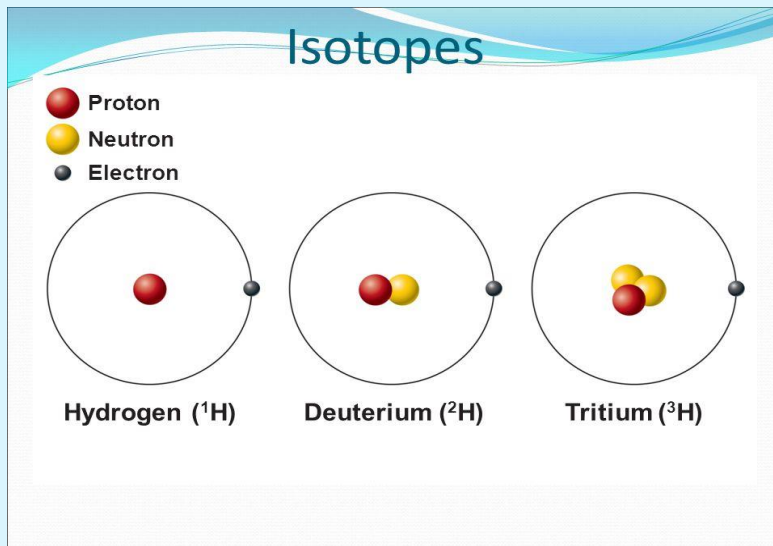 Isotopes
Proton
Neutron
Electron
Hydrogen (¹H)
Deuterium (²H)
Tritium (³H)